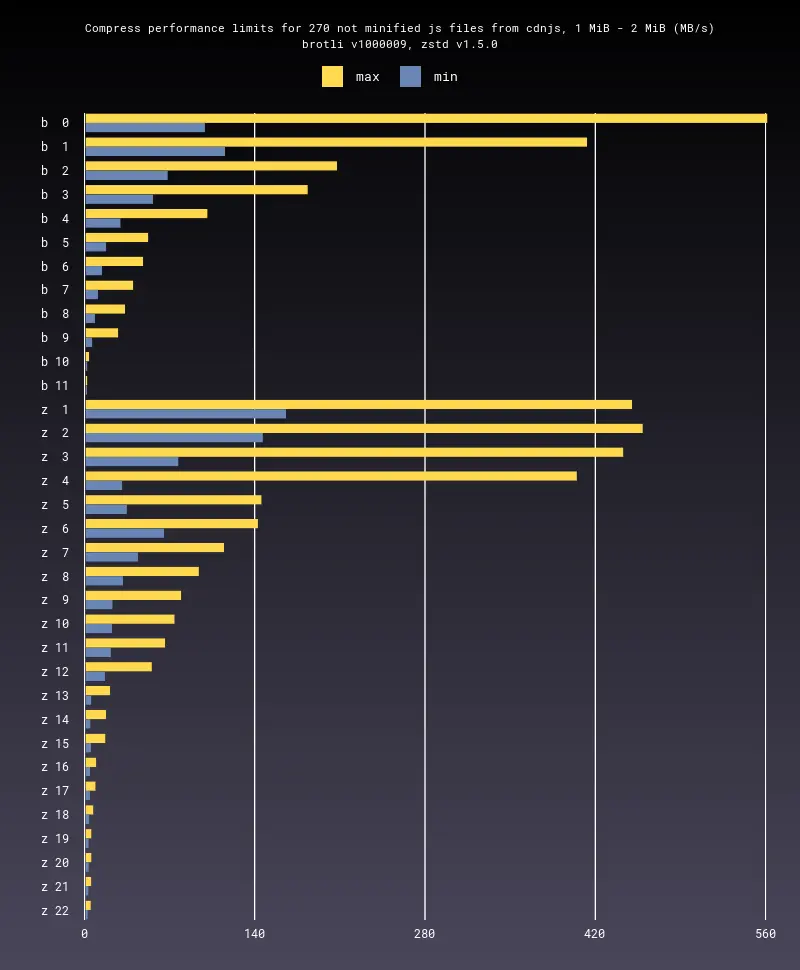 Compress performance limits for 270 not minified js files from cdnjs, 1 MiB - 2 MiB (MB/s)
brotli v1000009, zstd v1.5.0
max min
b 0
b 1
b 2
b 3
b 4
b 5
b 6
b 7
b 8
b 9
b 10
b 11
z 1
z 2
z 3
z 4
z 5
z 6
z 7
z 8
z 9
z 10
z 11
z 12
z 13
z 14
z 15
z 16
z 17
z 18
z 19
z 20
z 21
z 22
0 140 280 420 560